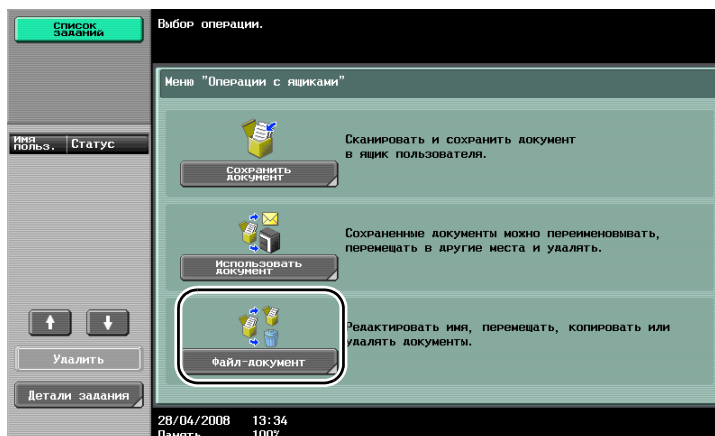 Список
заданий
Выбор операции.
Меню "Операции с ящиками"
Имя
польз.
Статус
Сканировать и сохранить документ
в ящик пользователя.
Сохранить
документ
Сохраненные документы можно переименовывать,
перемещать в другие места и удалять.
Использовать
документ
Редактировать имя, перемещать, копировать или
удалять документы.
Файл-документ
Удалить
Детали задания
28/04/2008 13:34
Память 100%